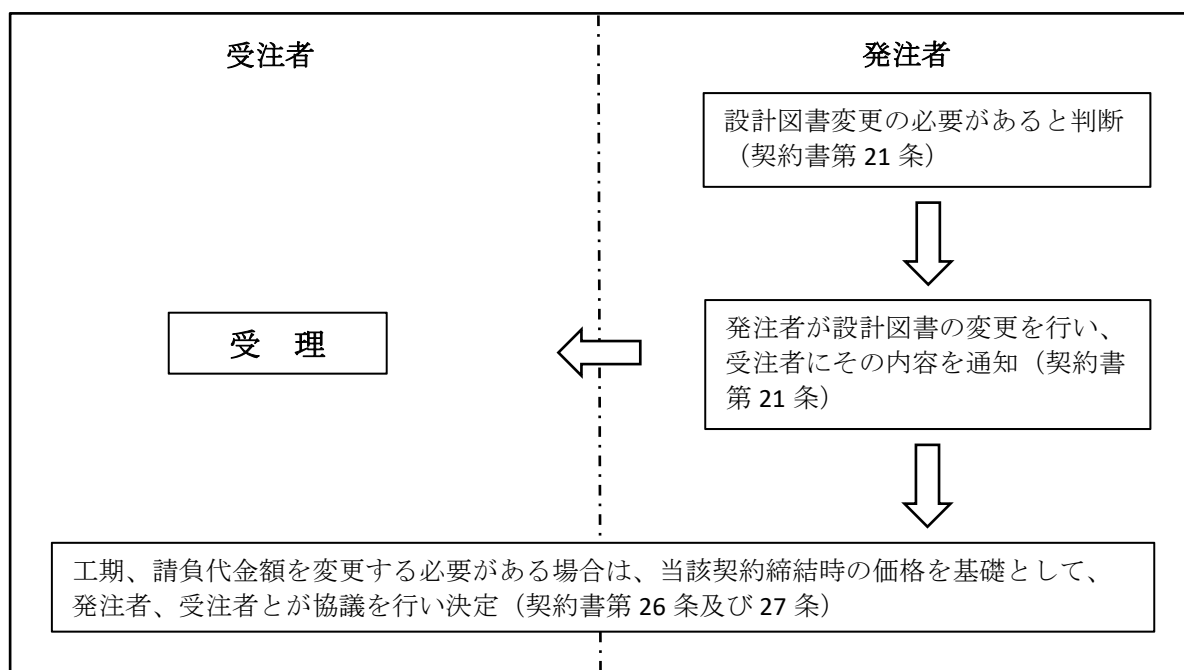 受注者
発注者
設計図書変更の必要があると判断
（契約書第 21 条）
発注者が設計図書の変更を行い、
受注者にその内容を通知（契約書
第 21 条）
受　理
工期、請負代金額を変更する必要がある場合は、当該契約締結時の価格を基礎として、
発注者、受注者とが協議を行い決定（契約書第 26 条及び 27 条）